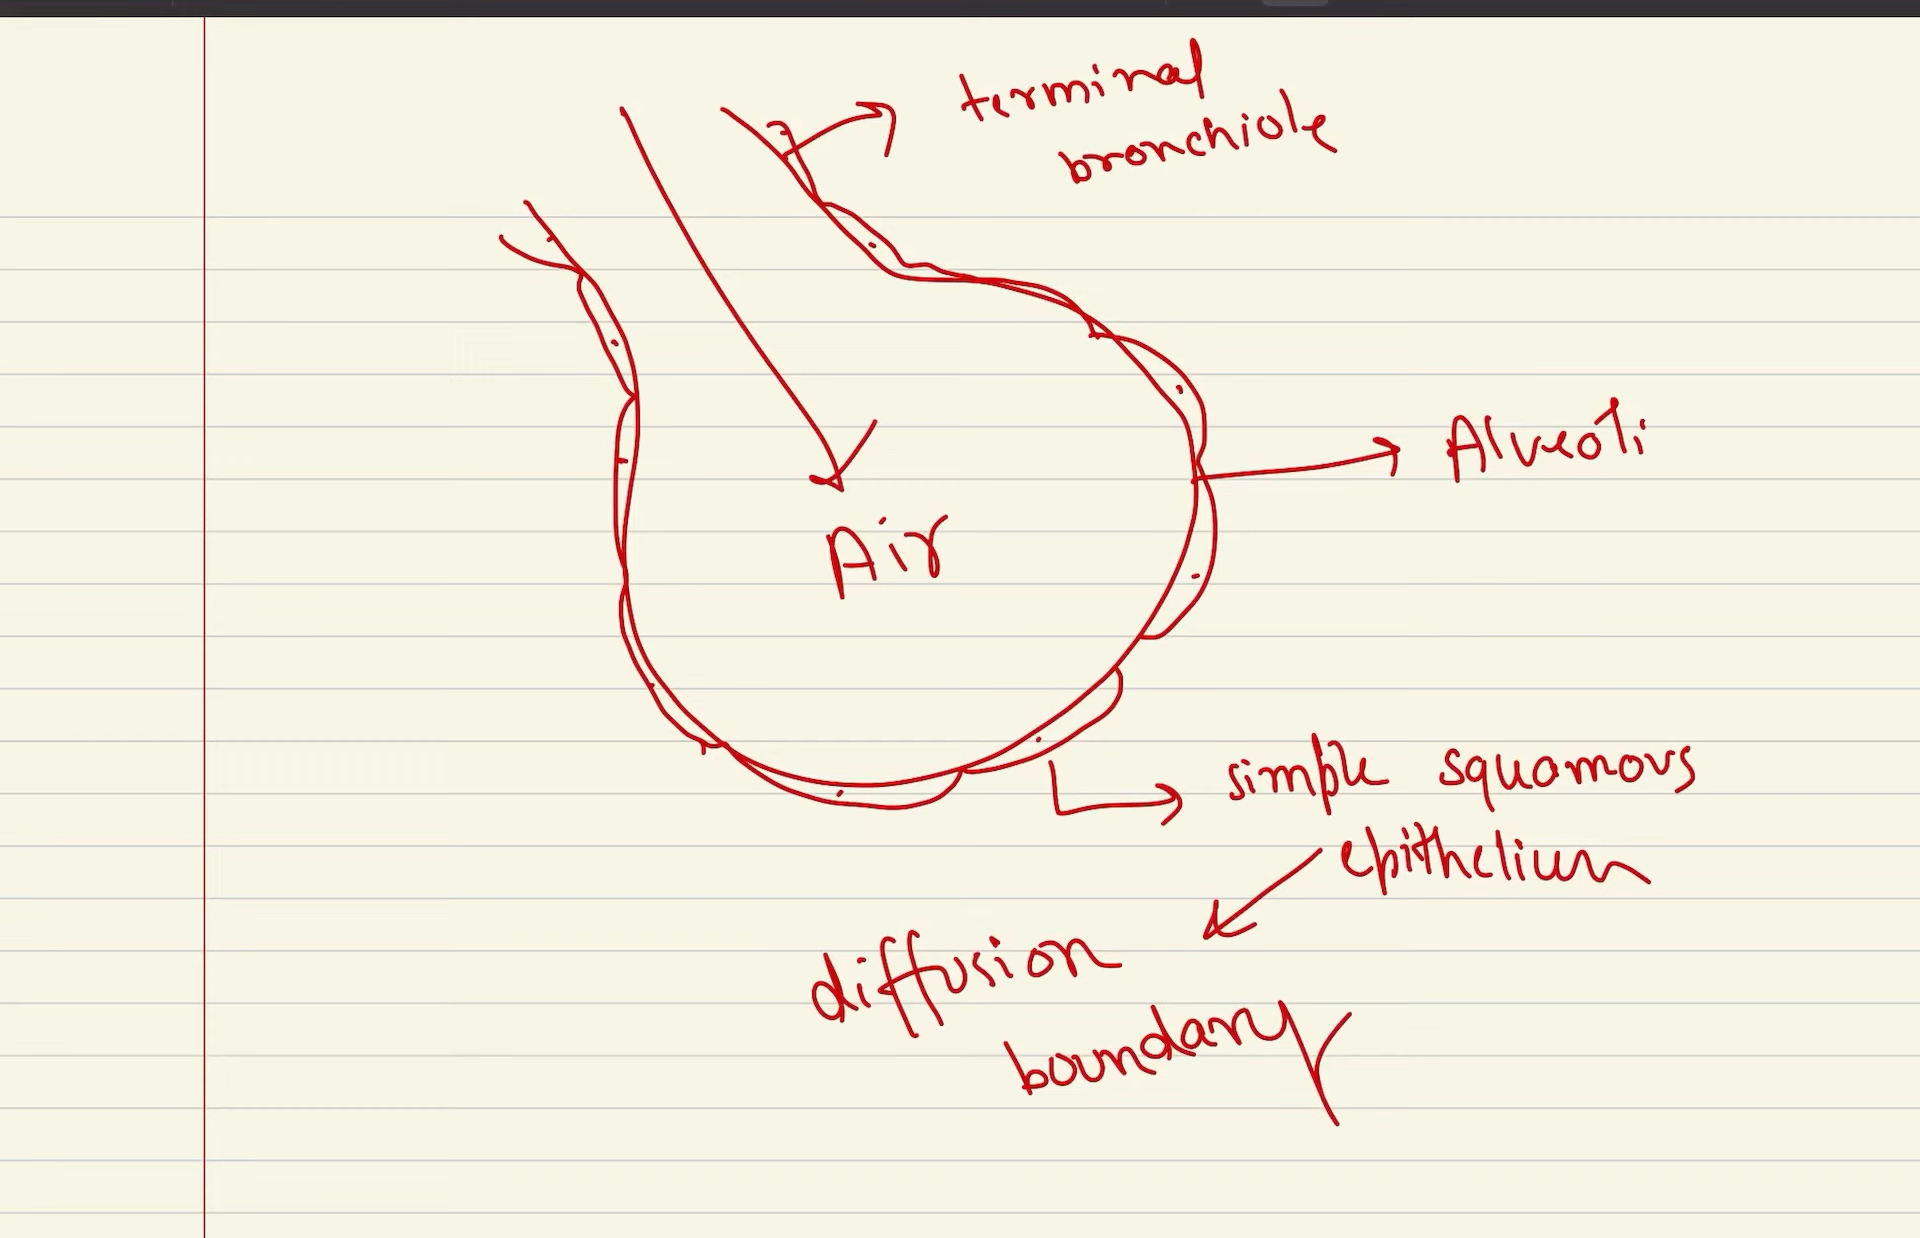 terminal
bronchiole
Alveoli
Air
simple squamous
epithelium
diffusion
boundary